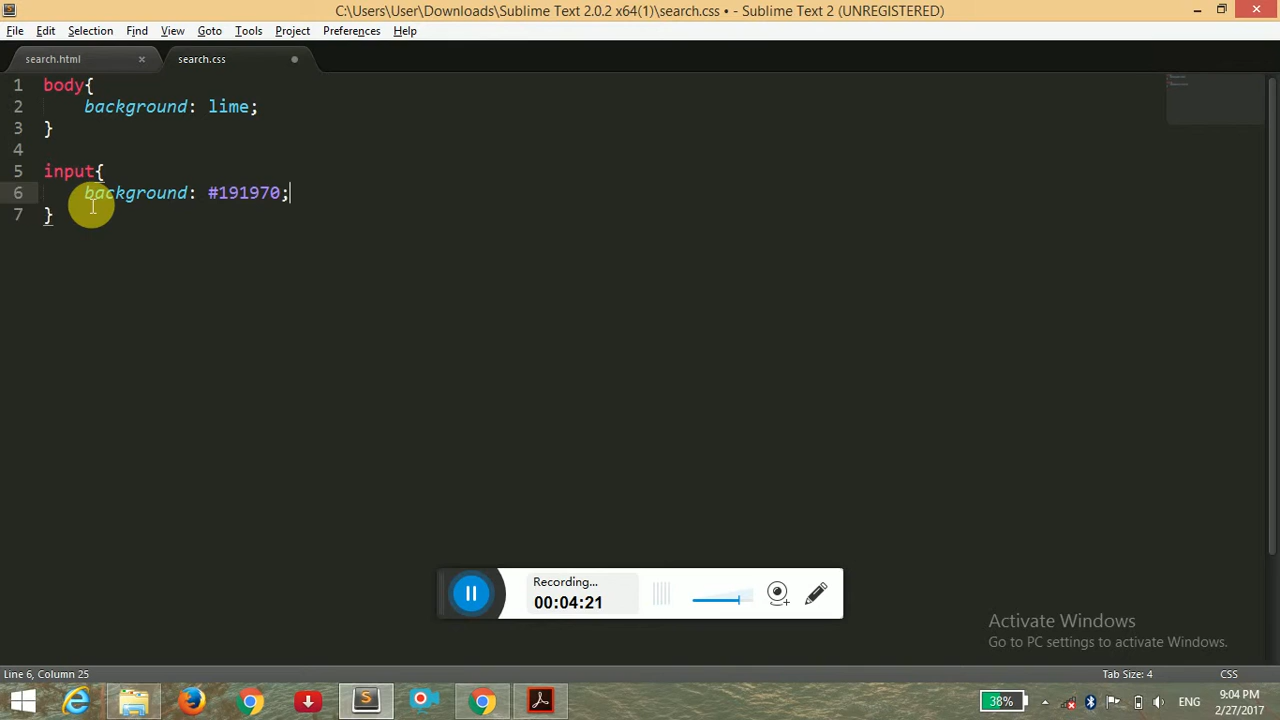 C:\Users\User\Downloads\Sublime Text 2.0.2 x64(1)\search.css • - Sublime Text 2 (UNREGISTERED)
File Edit Selection Find View Goto Tools Project Preferences Help
search.html × search.css
1 body{
2 background: lime;
3 }
4
5 input{
6 background: #191970;
7 }
Recording...
00:04:21
Activate Windows
Go to PC settings to activate Windows.
Line 6, Column 25 Tab Size: 4 CSS
38% ENG 9:04 PM
2/27/2017